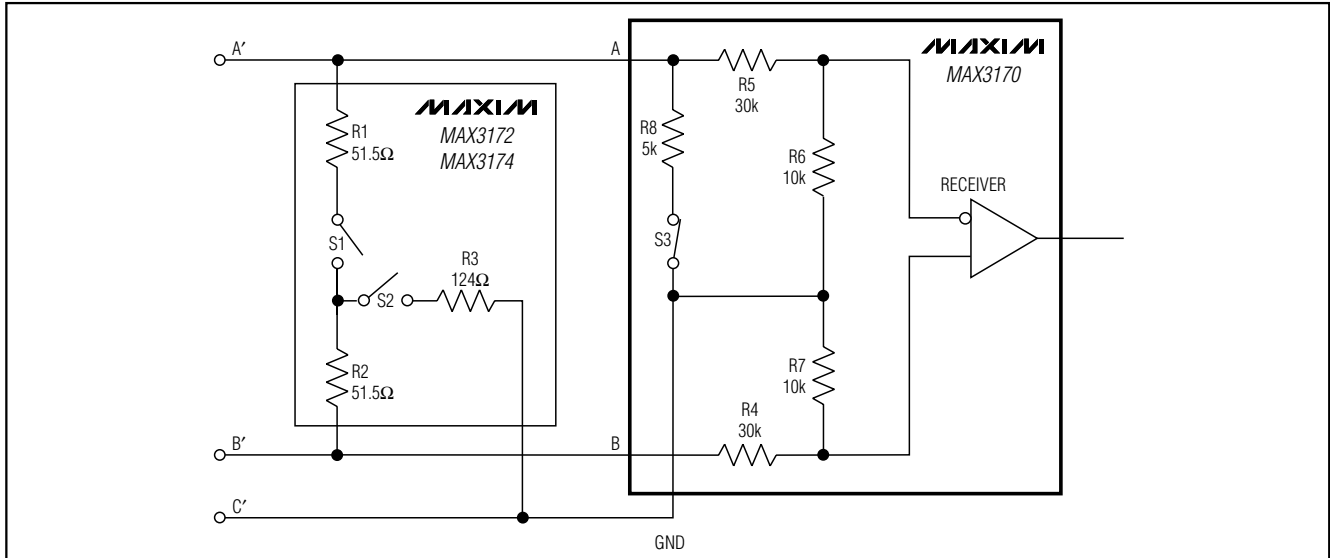 A′
A
MAXIM
MAX3170
MAXIM
MAX3172
MAX3174
R1
51.5Ω
R5
30k
R8
5k
R6
10k
RECEIVER
S1
S3
R3
124Ω
S2
R2
51.5Ω
R7
10k
R4
30k
B′
B
C′
GND